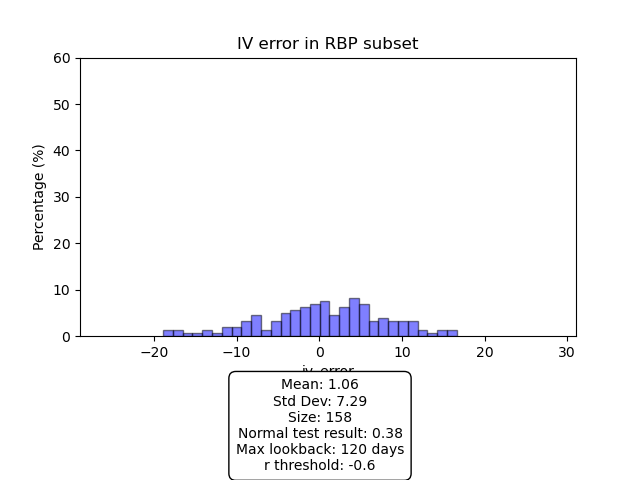 IV error in RBP subset
60
50
40
30
20
10
0
Percentage (%)
−20
−10
0
10
20
30
iv_error
Mean: 1.06
Std Dev: 7.29
Size: 158
Normal test result: 0.38
Max lookback: 120 days
r threshold: -0.6